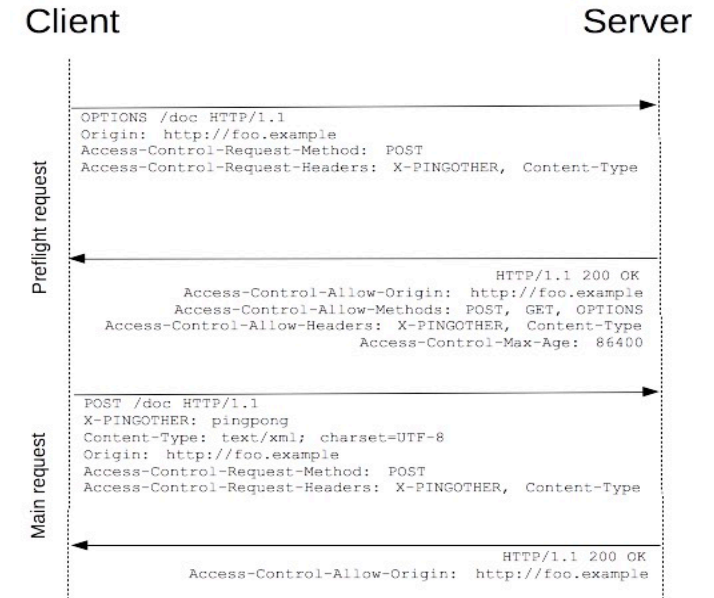 Client
Server
Preflight request
OPTIONS /doc HTTP/1.1
Origin: http://foo.example
Access-Control-Request-Method: POST
Access-Control-Request-Headers: X-PINGOTHER, Content-Type
HTTP/1.1 200 OK
Access-Control-Allow-Origin: http://foo.example
Access-Control-Allow-Methods: POST, GET, OPTIONS
Access-Control-Allow-Headers: X-PINGOTHER, Content-Type
Access-Control-Max-Age: 86400
Main request
POST /doc HTTP/1.1
X-PINGOTHER: pingpong
Content-Type: text/xml; charset=UTF-8
Origin: http://foo.example
Access-Control-Request-Method: POST
Access-Control-Request-Headers: X-PINGOTHER, Content-Type
HTTP/1.1 200 OK
Access-Control-Allow-Origin: http://foo.example